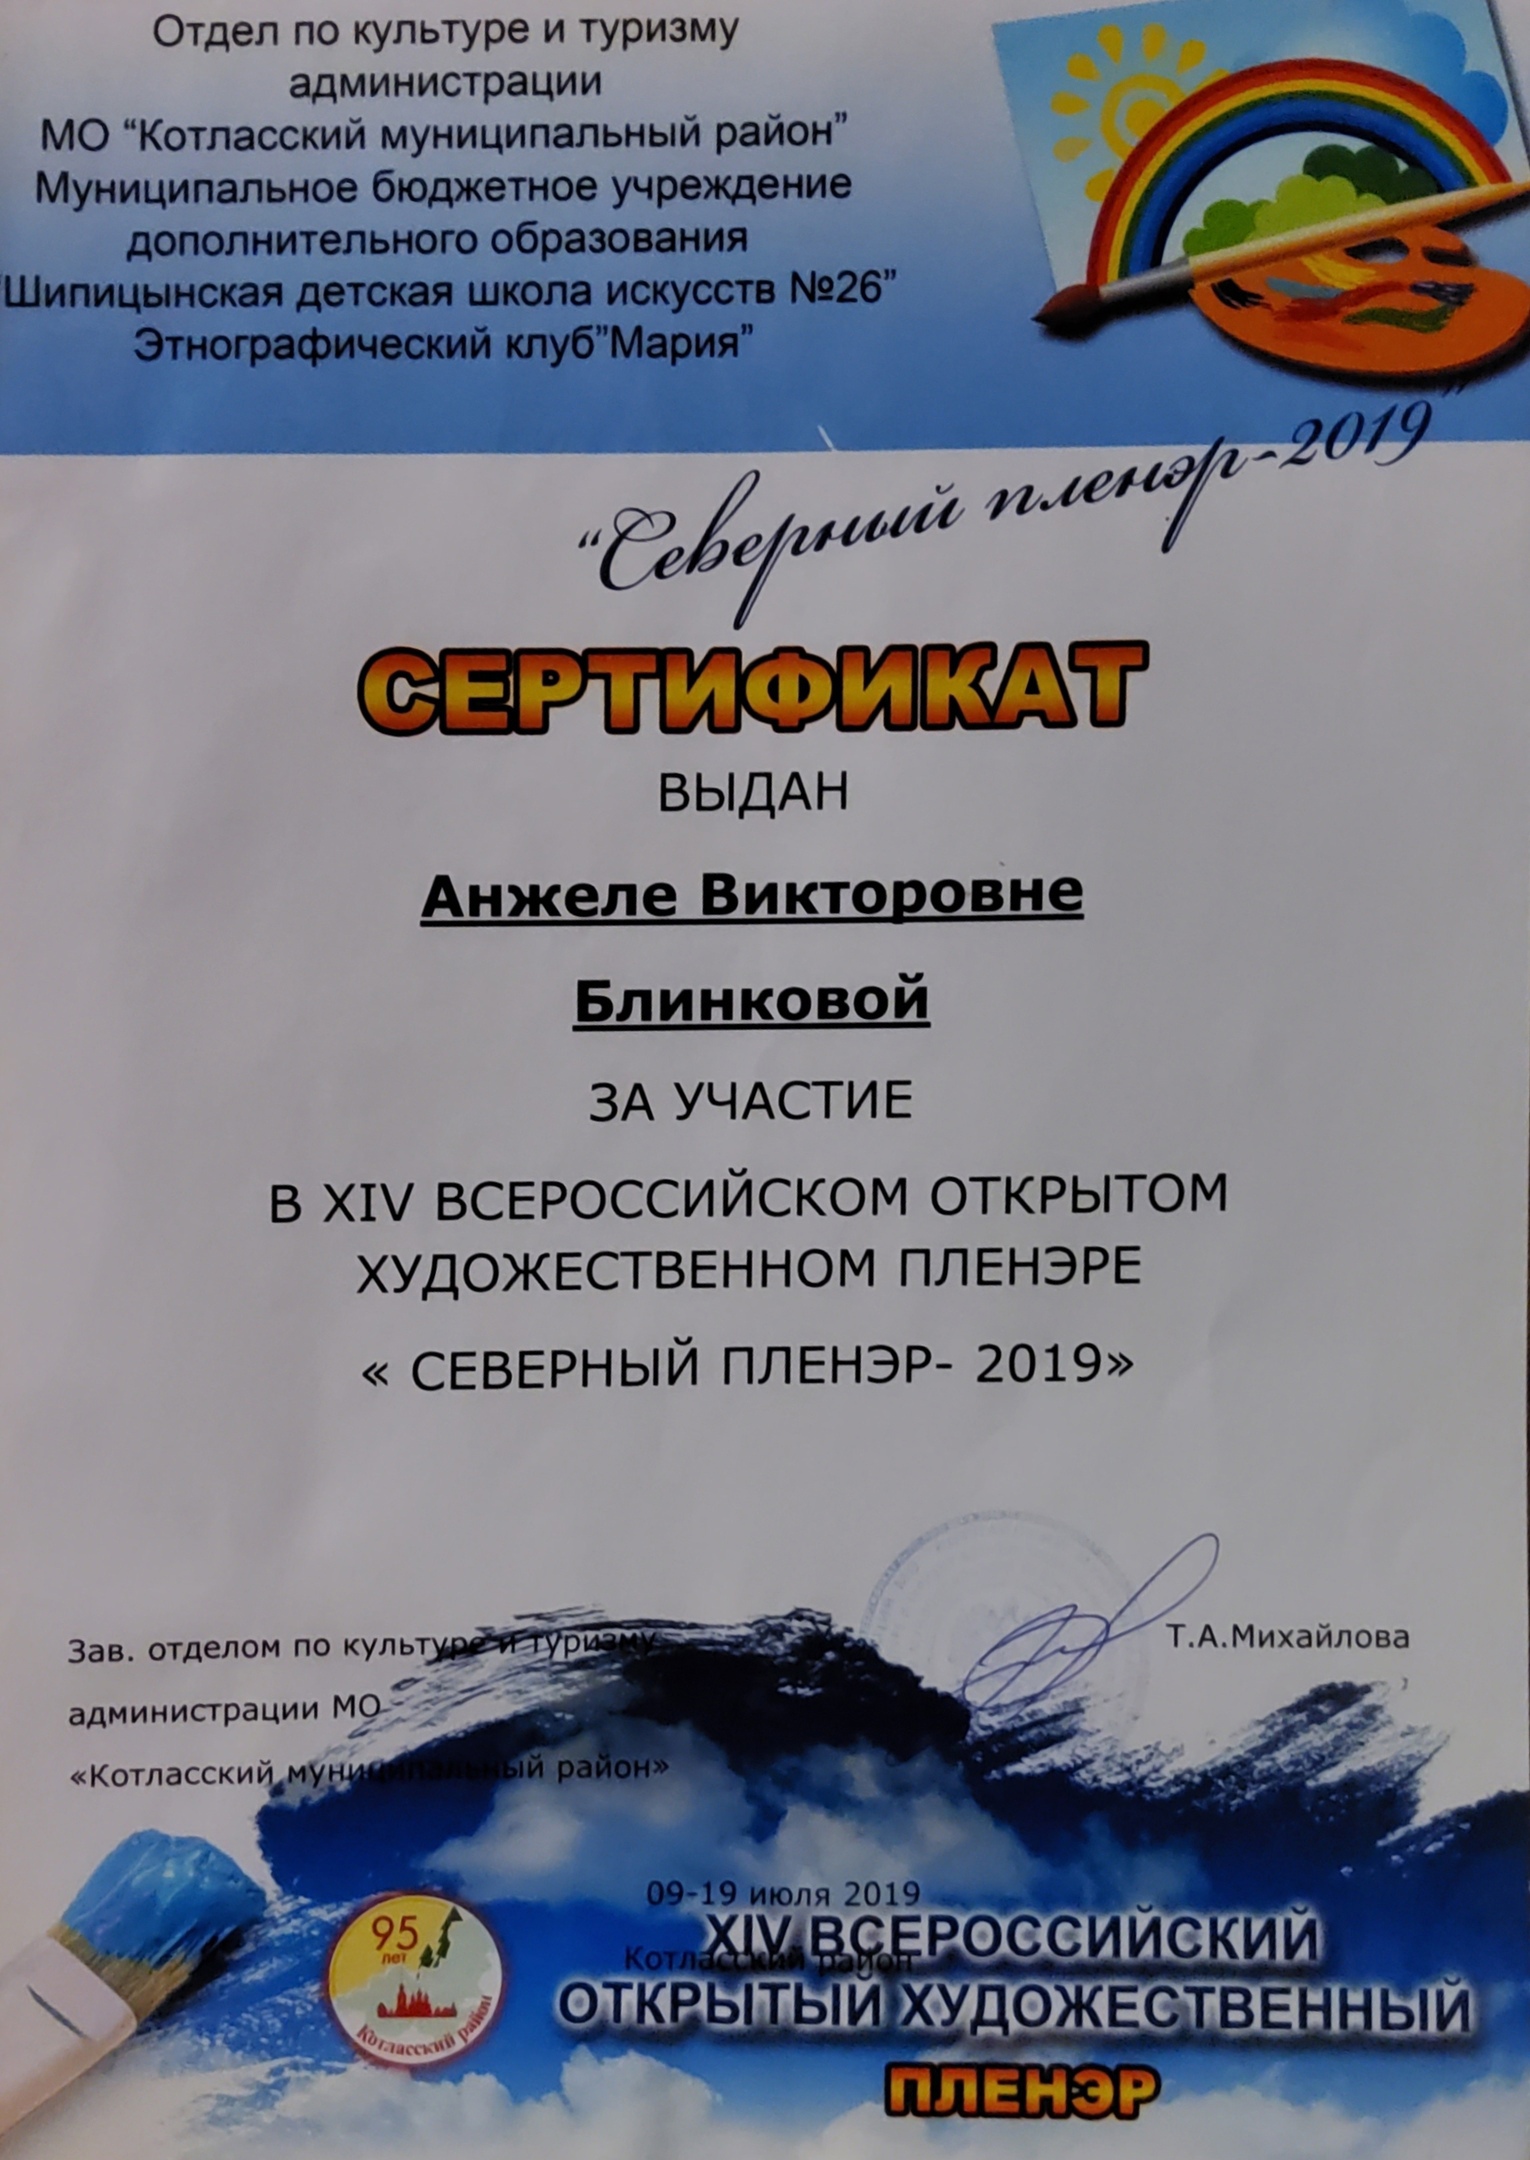 Отдел по культуре и туризму
администрации
МО “Котласский муниципальный район”
Муниципальное бюджетное учреждение
дополнительного образования
“Шипицынская детская школа искусств №26”
Этнографический клуб”Мария”
“Северный пленэр-2019”
СЕРТИФИКАТ
ВЫДАН
Анжеле Викторовне
Блинковой
ЗА УЧАСТИЕ
В XIV ВСЕРОССИЙСКОМ ОТКРЫТОМ
ХУДОЖЕСТВЕННОМ ПЛЕНЭРЕ
« СЕВЕРНЫЙ ПЛЕНЭР- 2019»
Зав. отделом по культуре и туризму
Т.А.Михайлова
администрации МО
«Котласский муниципальный район»
09-19 июля 2019
Котласский район
95
лет
Котласский район
XIV ВСЕРОССИЙСКИЙ
ОТКРЫТЫЙ ХУДОЖЕСТВЕННЫЙ
ПЛЕНЭР